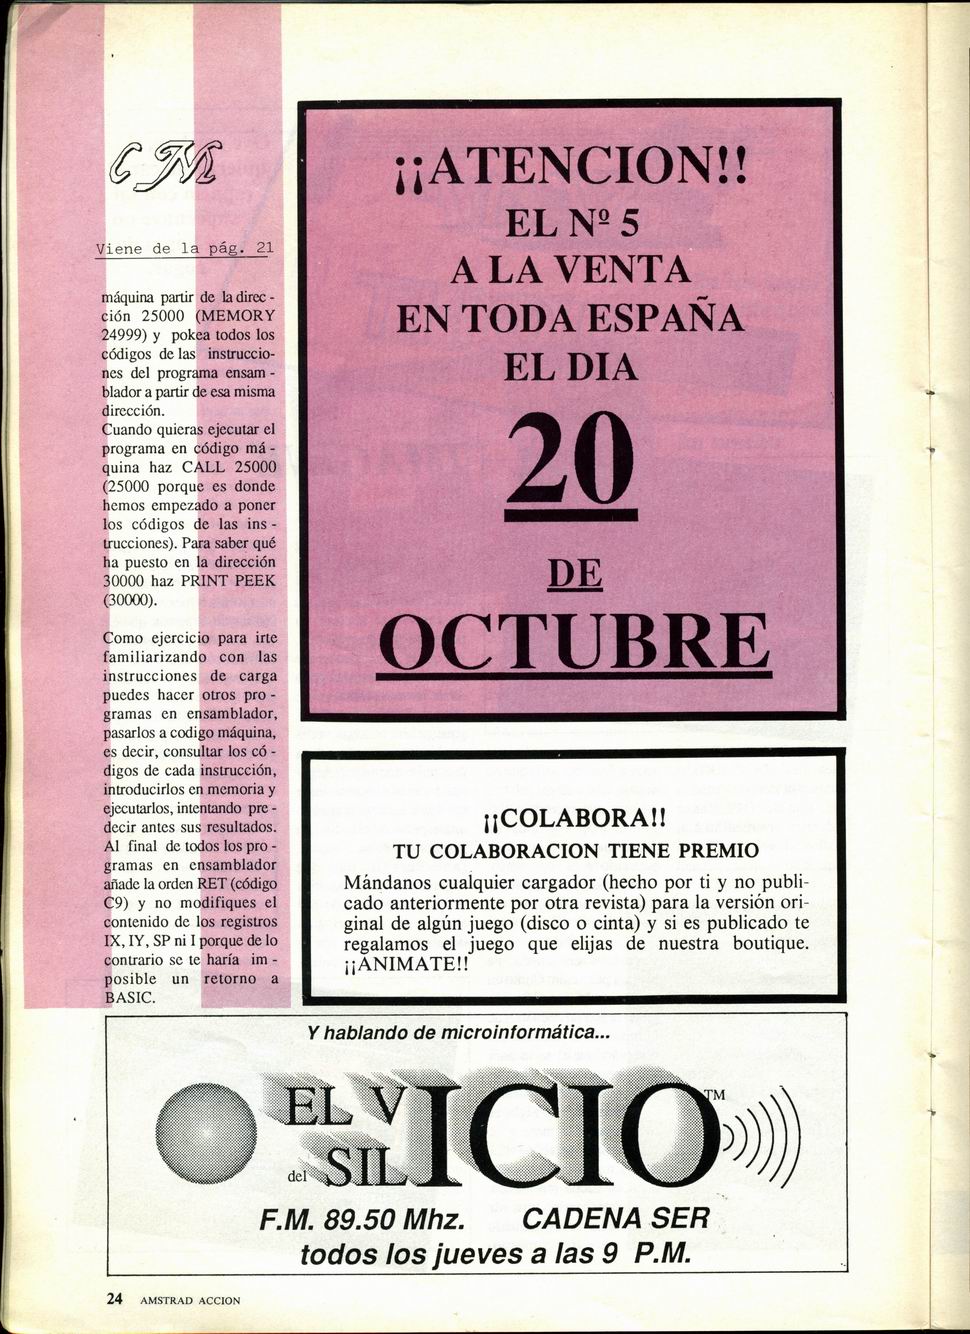 CM
Viene de la pág. 21
máquina partir de la direc -
ción 25000 (MEMORY
24999) y pokea todos los
códigos de las instruccio-
nes del programa ensam -
blador a partir de esa misma
dirección.
Cuando quieras ejecutar el
programa en código má -
quina haz CALL 25000
(25000 porque es donde
hemos empezado a poner
los códigos de las ins -
trucciones). Para saber qué
ha puesto en la dirección
30000 haz PRINT PEEK
(30000).
Como ejercicio para irte
familiarizando con las
instrucciones de carga
puedes hacer otros pro -
gramas en ensamblador,
pasarlos a codigo máquina,
es decir, consultar los có -
digos de cada instrucción,
introducirlos en memoria y
ejecutarlos, intentando pre -
decir antes sus resultados.
Al final de todos los pro -
gramas en ensamblador
añade la orden RET (código
C9) y no modifiques el
contenido de los registros
IX, IY, SP ni I porque de lo
contrario se te haría im -
posible un retorno a
BASIC.
¡¡ATENCION!!
EL Nº 5
A LA VENTA
EN TODA ESPAÑA
EL DIA
20
DE
OCTUBRE
¡¡COLABORA!!
TU COLABORACION TIENE PREMIO
Mándanos cualquier cargador (hecho por ti y no publi-
cado anteriormente por otra revista) para la versión ori-
ginal de algún juego (disco o cinta) y si es publicado te
regalamos el juego que elijas de nuestra boutique.
¡¡ANIMATE!!
Y hablando de microinformática...
EL VICIO™
del SILICIO
F.M. 89.50 Mhz. CADENA SER
todos los jueves a las 9 P.M.
24 AMSTRAD ACCION